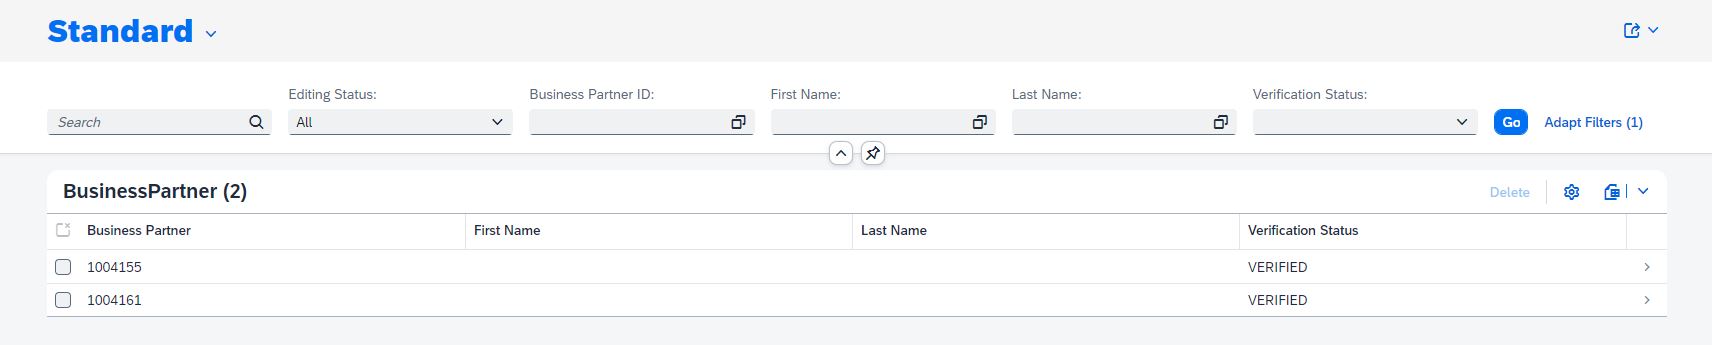 Standard
Editing Status: Business Partner ID: First Name: Last Name: Verification Status:
Search All Go Adapt Filters (1)
BusinessPartner (2) Delete
Business Partner First Name Last Name Verification Status
1004155 VERIFIED
1004161 VERIFIED